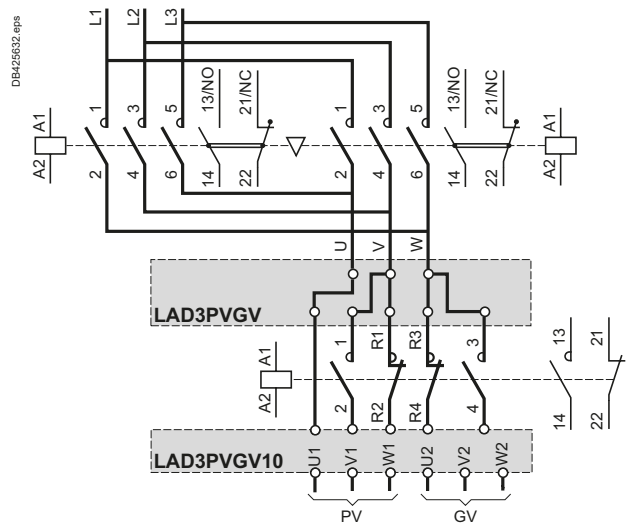 DB425632.eps
L1
L2
L3
A1
A2
1
2
3
4
5
6
13/NO
14
21/NC
22
1
2
3
4
5
6
13/NO
14
21/NC
22
A1
A2
U
V
W
LAD3PVGV
A1
A2
1
2
R1
R2
R3
R4
3
4
13
14
21
22
LAD3PVGV10
U1
V1
W1
U2
V2
W2
PV
GV